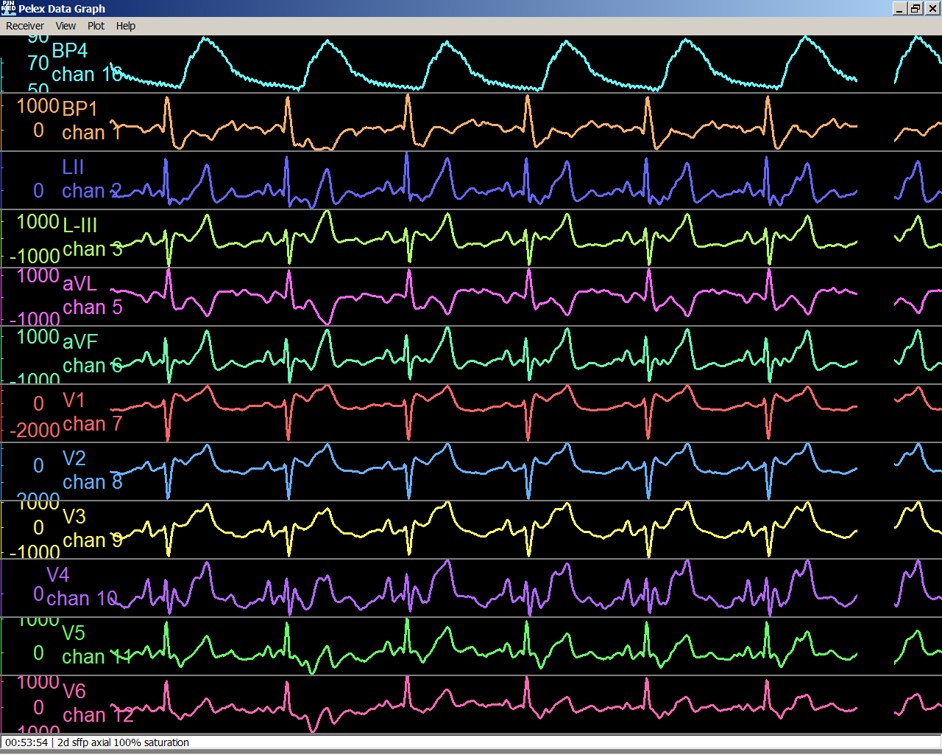 Pelex Data Graph
Receiver View Plot Help
90 BP4
70
chan 16
50
1000 BP1
0 chan 1
LII
0 chan 2
1000 L-III
-1000 chan 3
1000 aVL
-1000 chan 5
1000 aVF
-1000 chan 6
0 V1
-2000 chan 7
0 V2
chan 8
2000
1000 V3
0 chan 9
-1000
V4
0 chan 10
1000 V5
0 chan 11
1000 V6
0 chan 12
1000
00:53:54 | 2d sffp axial 100% saturation